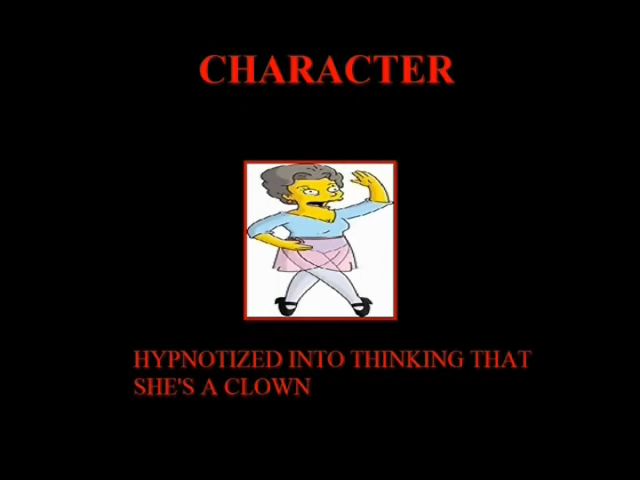 CHARACTER
HYPNOTIZED INTO THINKING THAT
SHE'S A CLOWN